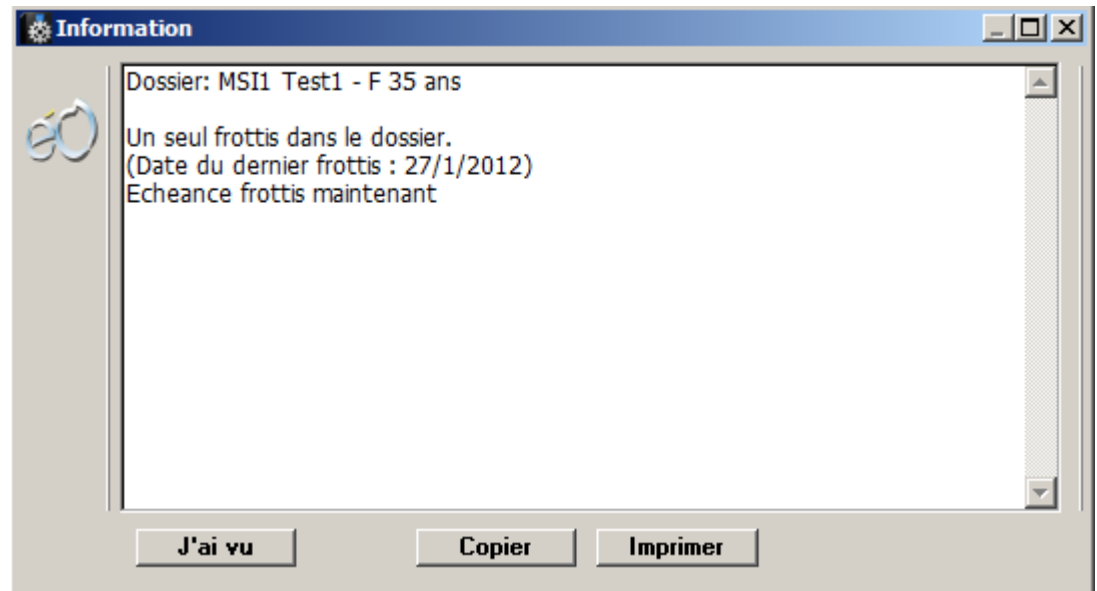 Information
Dossier: MSI1 Test1 - F 35 ans
éO
Un seul frottis dans le dossier.
(Date du dernier frottis : 27/1/2012)
Echeance frottis maintenant
J'ai vu
Copier
Imprimer